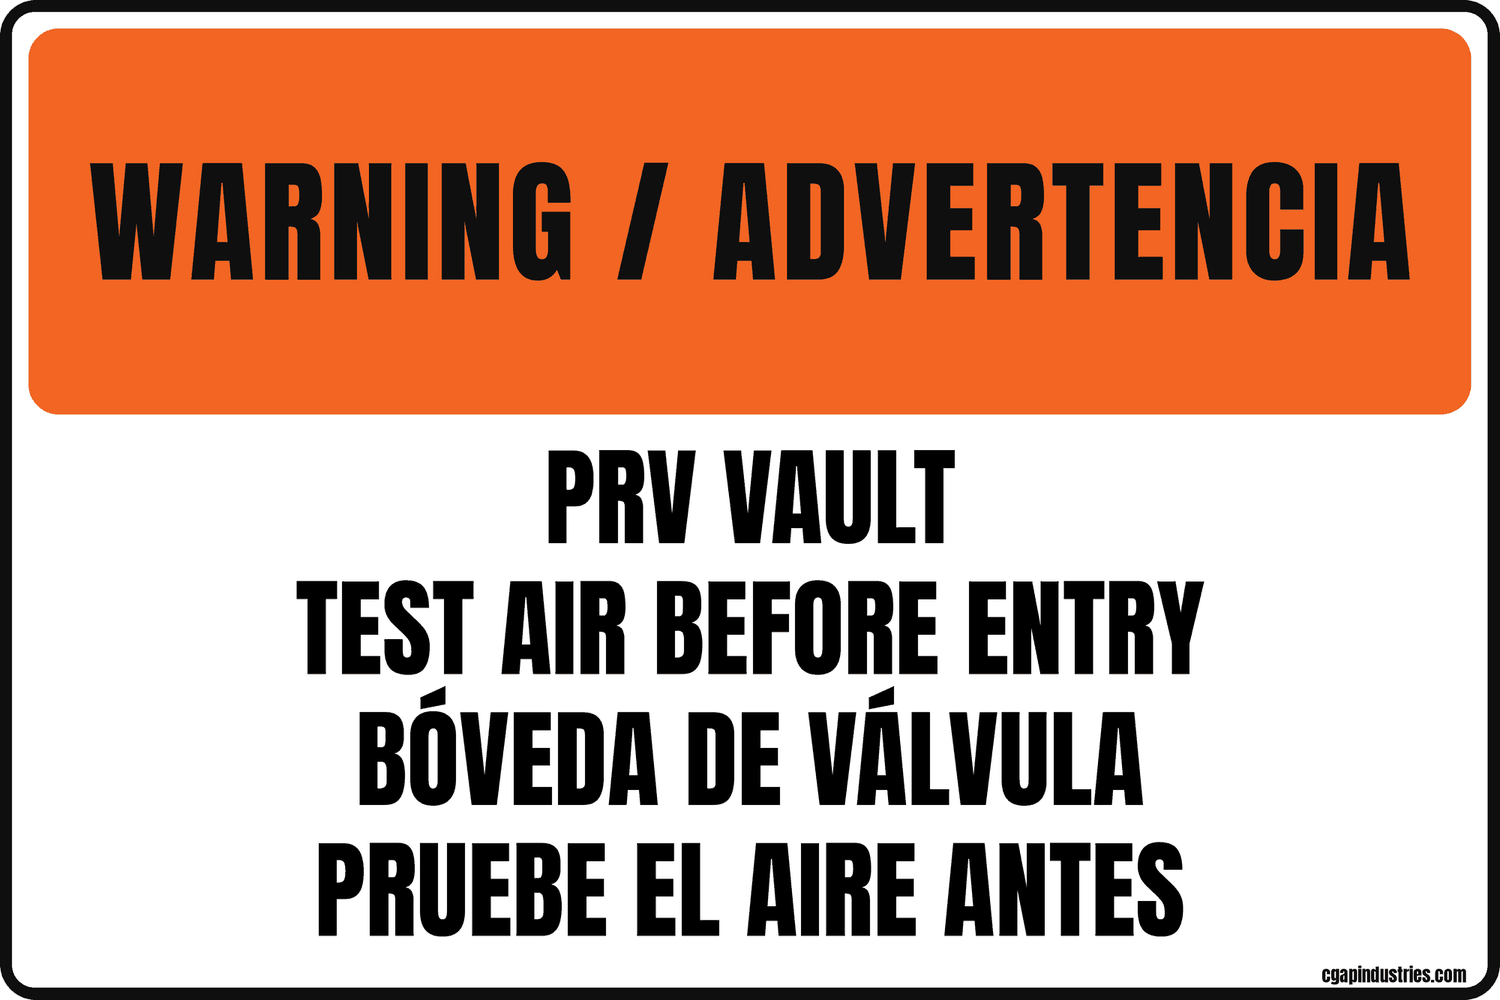 WARNING / ADVERTENCIA
PRV VAULT
TEST AIR BEFORE ENTRY
BÓVEDA DE VÁLVULA
PRUEBE EL AIRE ANTES
cgapindustries.com